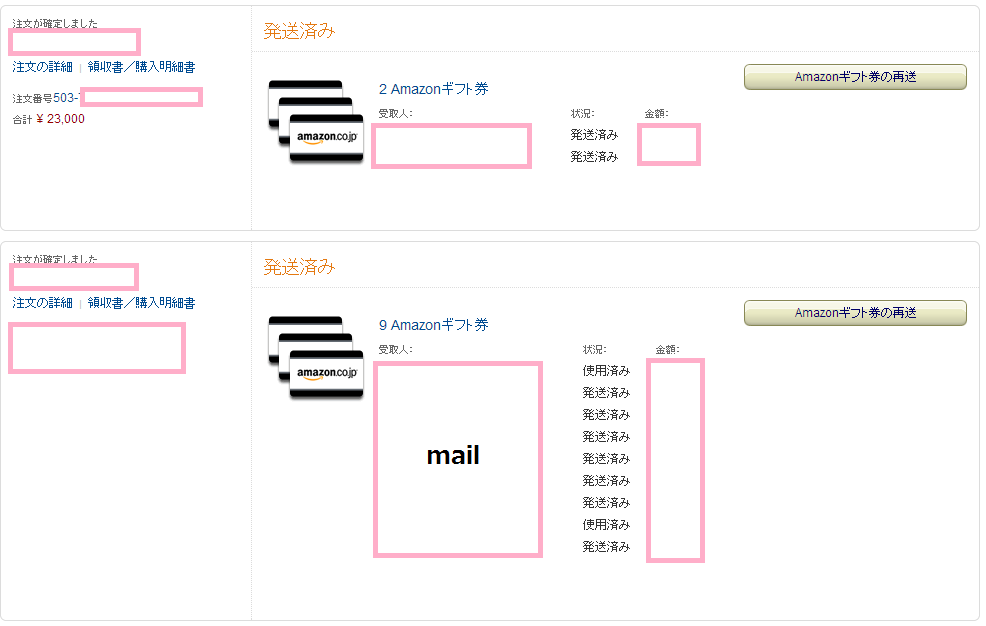 注文が確定しました
発送済み
注文の詳細 | 領収書／購入明細書
注文番号503-
合計 ¥ 23,000
amazon.co.jp
2 Amazonギフト券
受取人:
状況:
金額:
発送済み
発送済み
Amazonギフト券の再送
注文が確定しました
発送済み
注文の詳細 | 領収書／購入明細書
amazon.co.jp
9 Amazonギフト券
受取人:
状況:
金額:
mail
使用済み
発送済み
発送済み
発送済み
発送済み
発送済み
発送済み
使用済み
発送済み
Amazonギフト券の再送